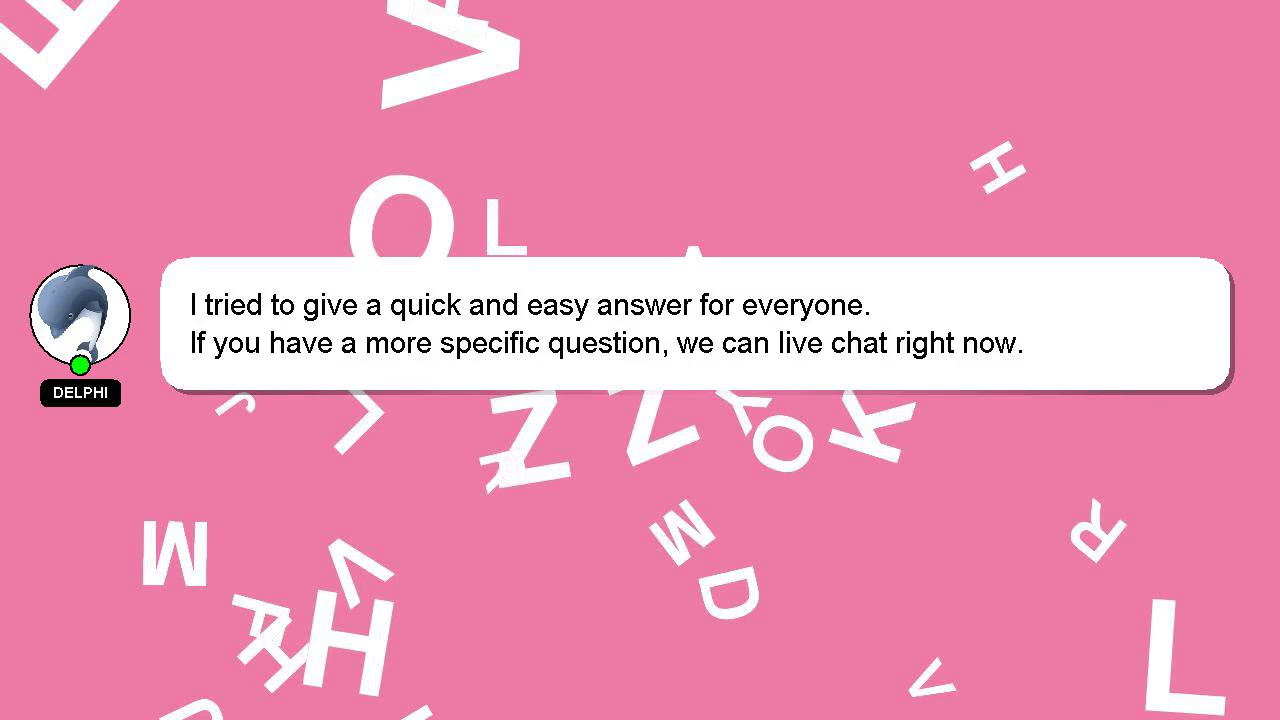 V
H
O
L
I tried to give a quick and easy answer for everyone.
If you have a more specific question, we can live chat right now.
DELPHI
J
L
Z
Z
Y
O
K
M
R
M
V
D
H
H
L
V